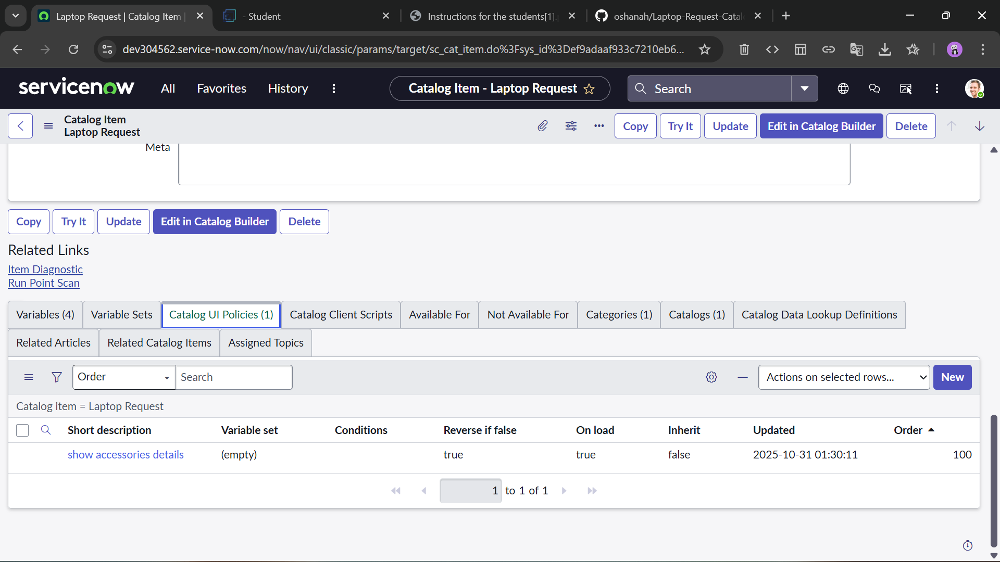 Laptop Request | Catalog Item |
- Student
Instructions for the students[1].
oshanah/Laptop-Request-Catal
dev304562.service-now.com/now/nav/ui/classic/params/target/sc_cat_item.do%3Fsys_id%3Def9adaaf933c7210eb6...
servicenow
All
Favorites
History
Catalog Item - Laptop Request
Search
Catalog Item
Laptop Request
Copy
Try It
Update
Edit in Catalog Builder
Delete
Meta
Copy
Try It
Update
Edit in Catalog Builder
Delete
Related Links
Item Diagnostic
Run Point Scan
Variables (4)
Variable Sets
Catalog UI Policies (1)
Catalog Client Scripts
Available For
Not Available For
Categories (1)
Catalogs (1)
Catalog Data Lookup Definitions
Related Articles
Related Catalog Items
Assigned Topics
Order
Search
Actions on selected rows...
New
Catalog item = Laptop Request
Short description
Variable set
Conditions
Reverse if false
On load
Inherit
Updated
Order
show accessories details
(empty)
true
true
false
2025-10-31 01:30:11
100
1 to 1 of 1